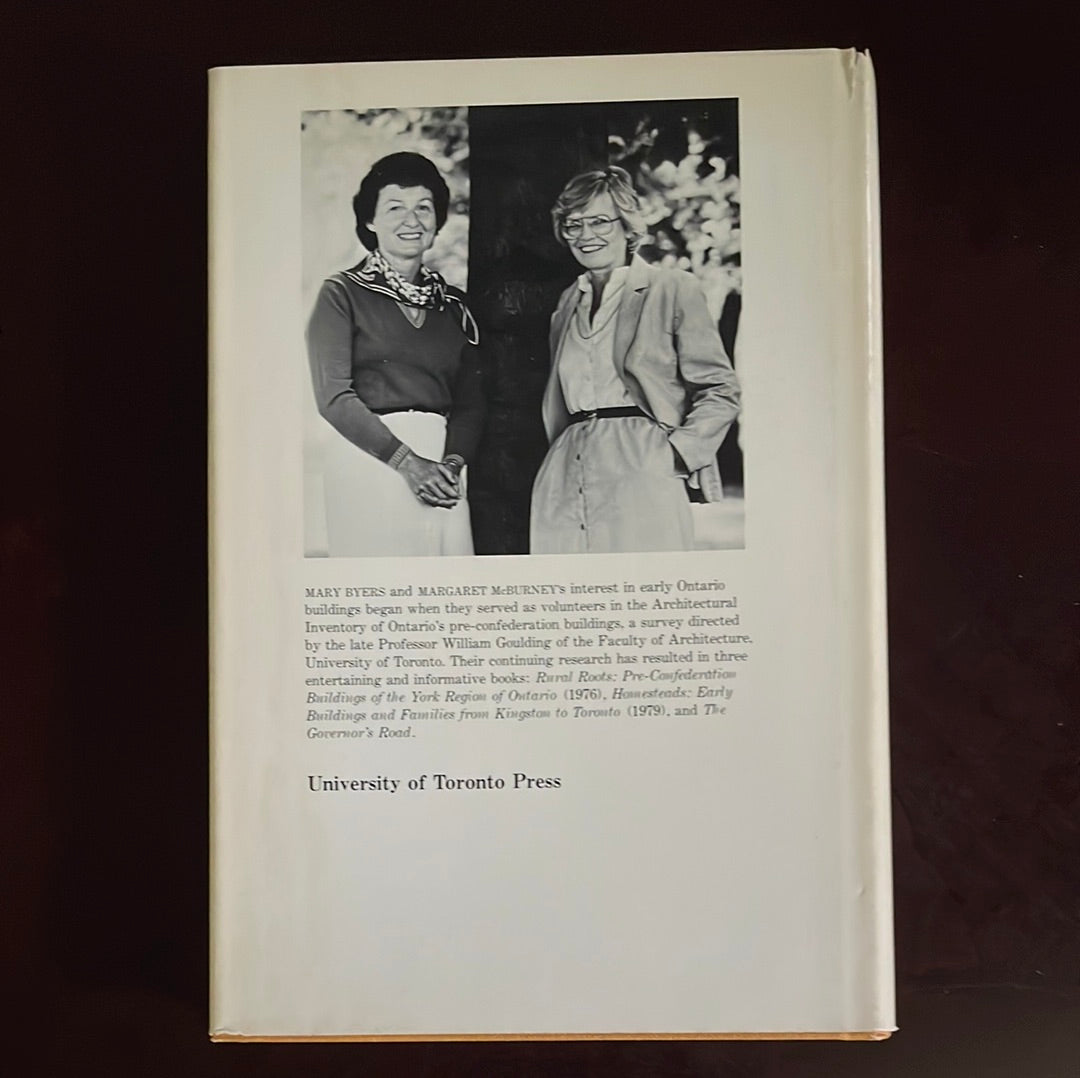 MARY BYERS and MARGARET McBURNEY's interest in early Ontario
buildings began when they served as volunteers in the Architectural
Inventory of Ontario's pre-confederation buildings, a survey directed
by the late Professor William Goulding of the Faculty of Architecture,
University of Toronto. Their continuing research has resulted in three
entertaining and informative books: Rural Roots: Pre-Confederation
Buildings of the York Region of Ontario (1976), Homesteads: Early
Buildings and Families from Kingston to Toronto (1979), and The
Governor's Road.
University of Toronto Press